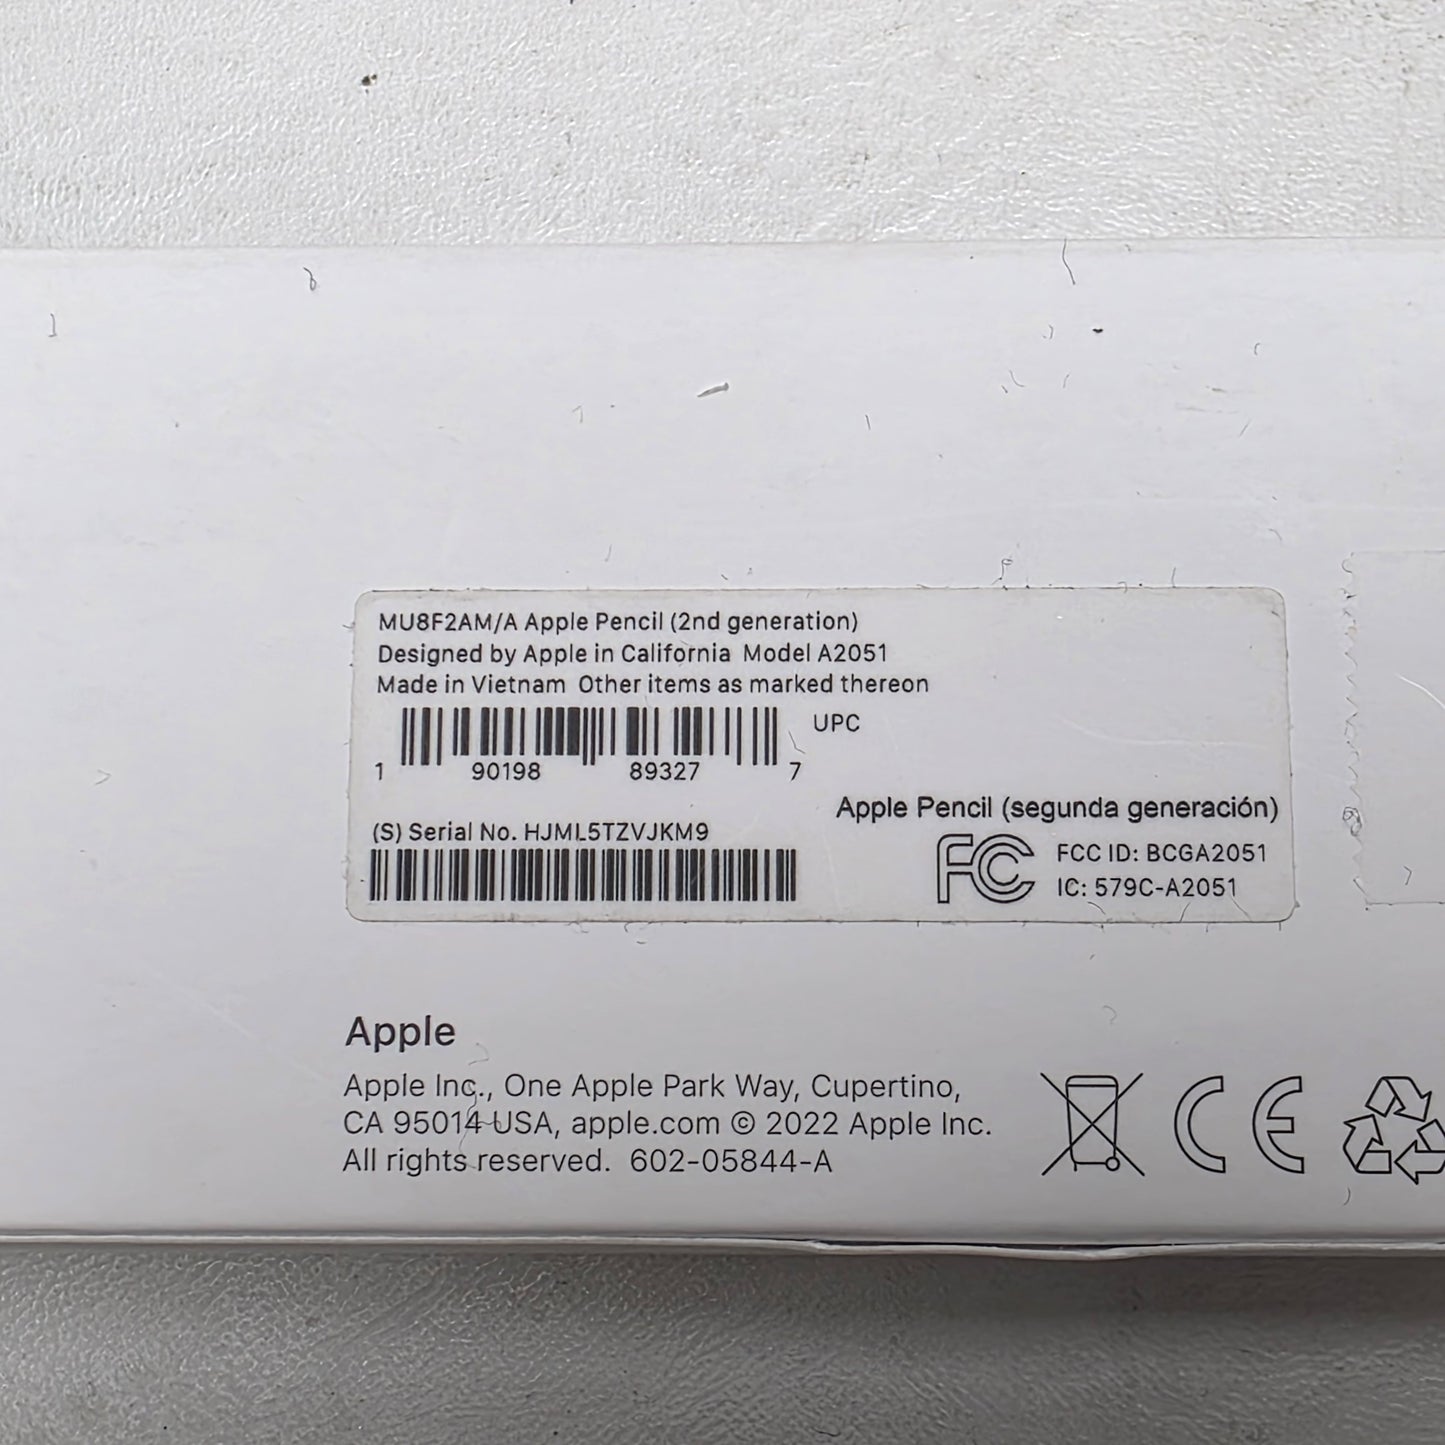 MU8F2AM/A Apple Pencil (2nd generation)
Designed by Apple in California Model A2051
Made in Vietnam Other items as marked thereon
UPC
1 90198 89327 7
Apple Pencil (segunda generación)
(S) Serial No. HJML5TZVJKM9
FC FCC ID: BCGA2051
IC: 579C-A2051
Apple
Apple Inc., One Apple Park Way, Cupertino,
CA 95014 USA, apple.com © 2022 Apple Inc.
All rights reserved. 602-05844-A
CE